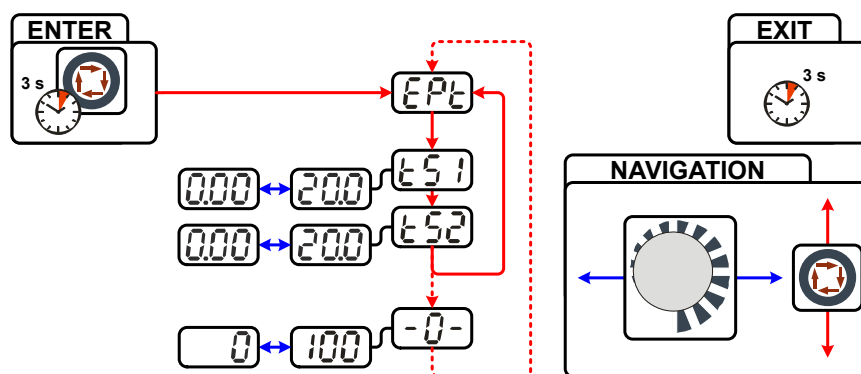 ENTER
EXIT
3 s
3 s
EPt
NAVIGATION
0.00 20.0 tS1
0.00 20.0 tS2
0 100 -0-